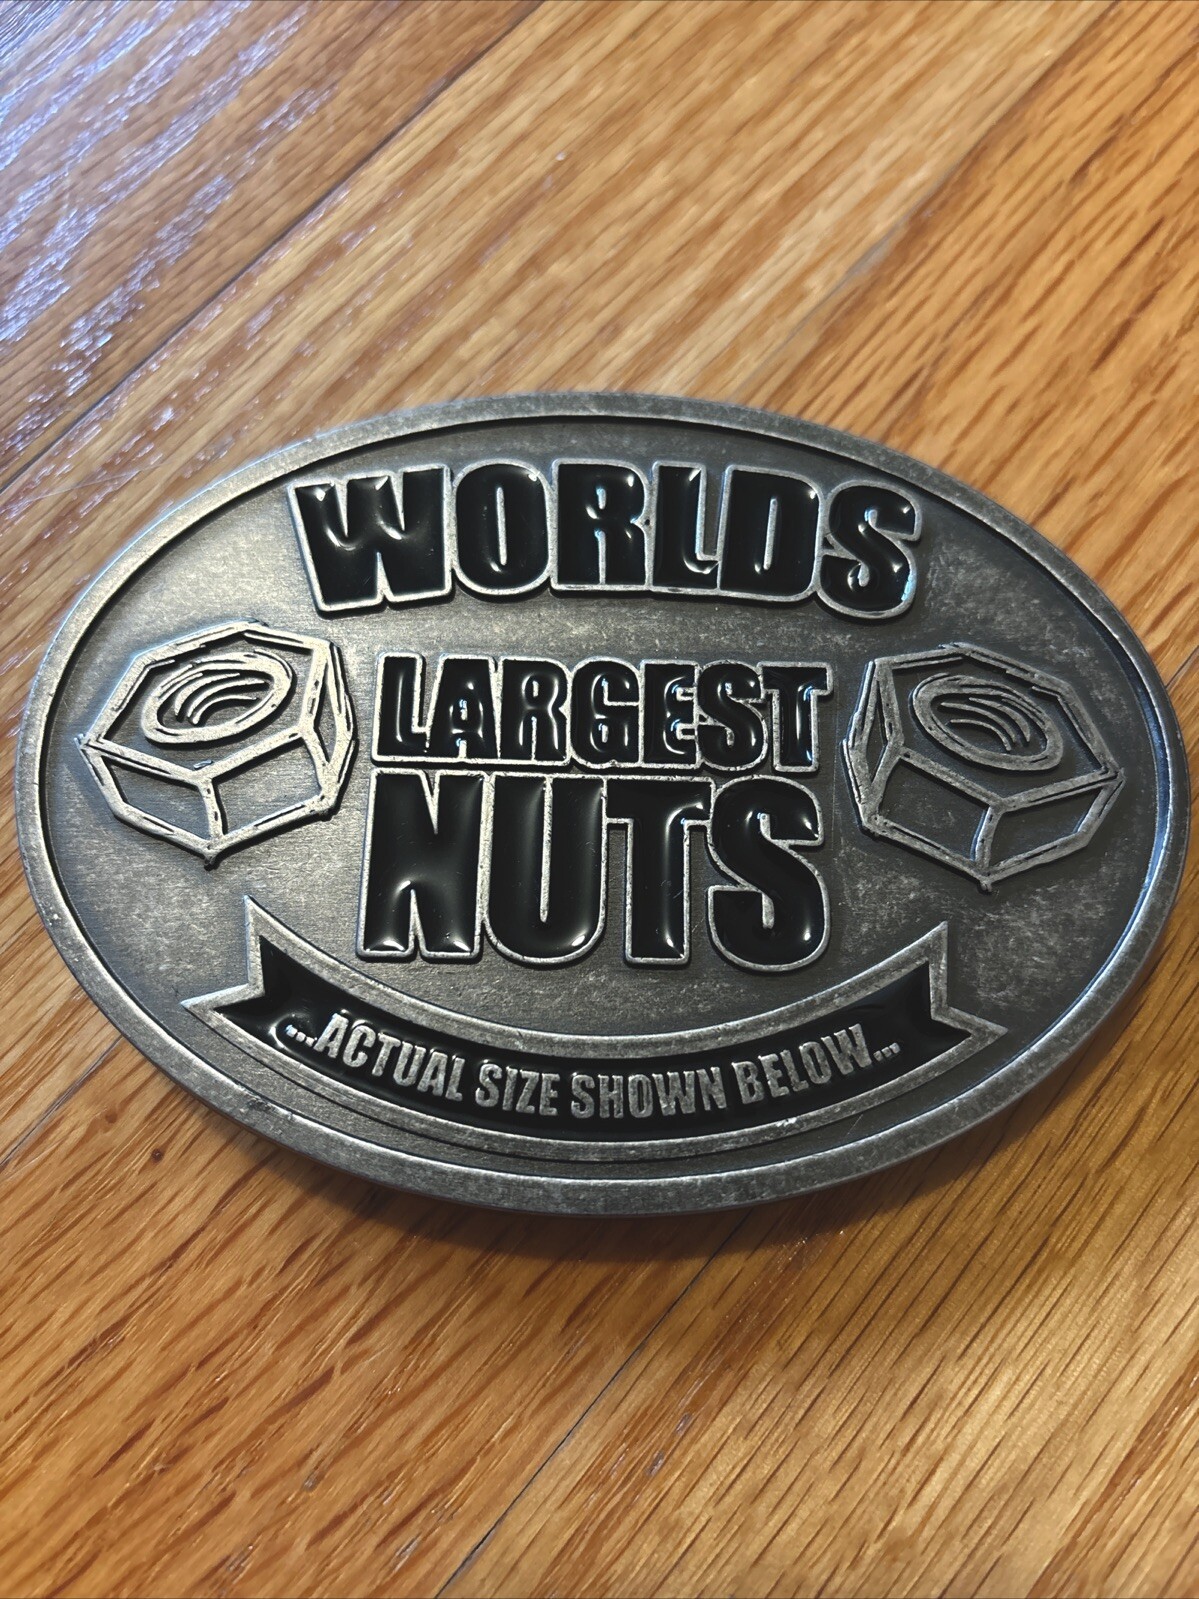 WORLDS
LARGEST
NUTS
...ACTUAL SIZE SHOWN BELOW...